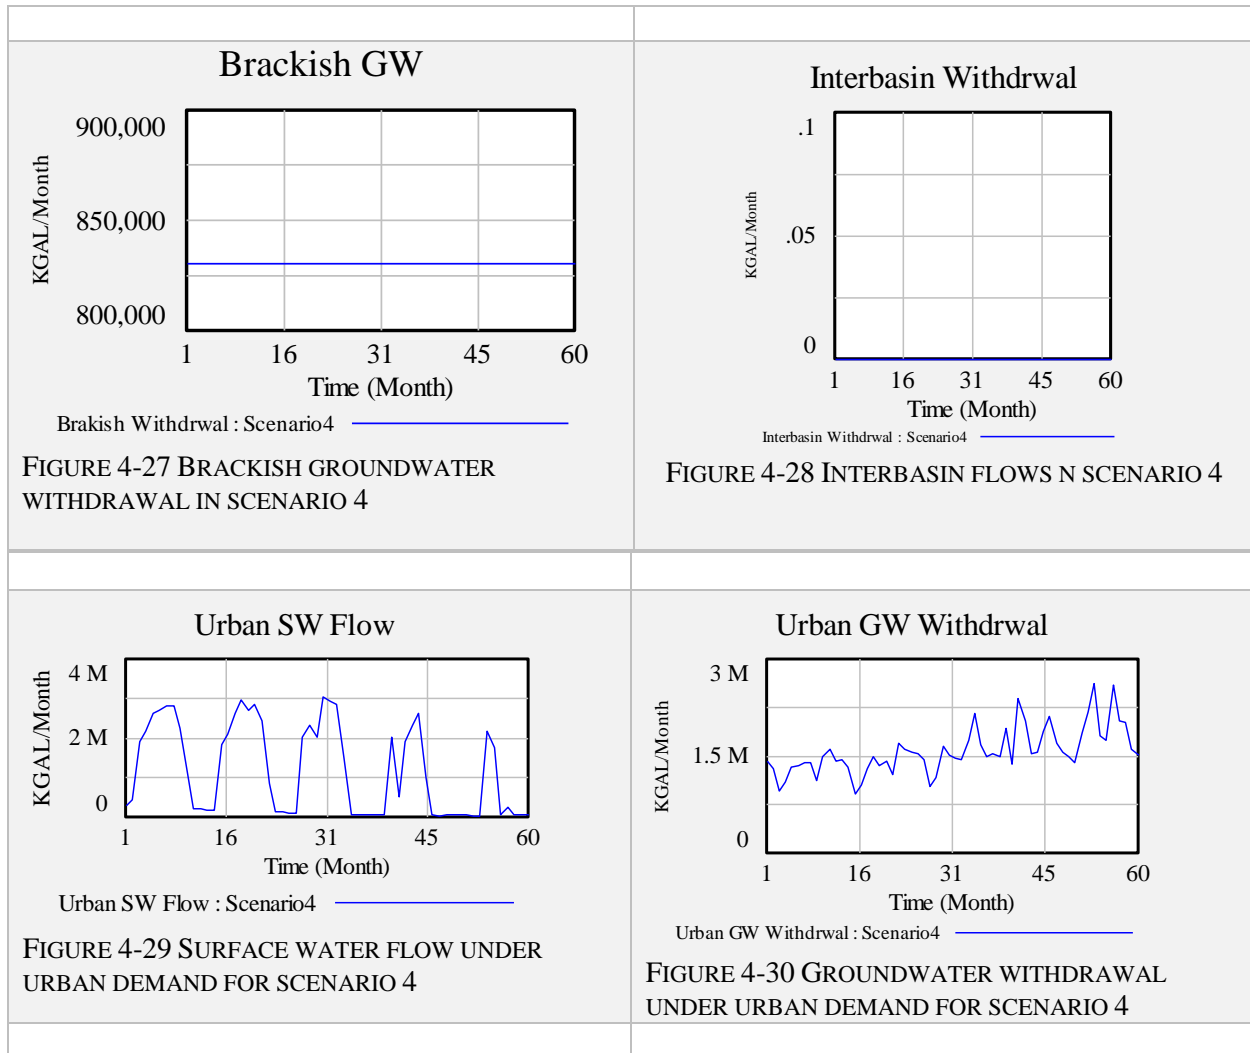 Brackish GW
900,000
850,000
800,000
KGAL/Month
1 16 31 45 60
Time (Month)
Brakish Withdrwal : Scenario4
FIGURE 4-27 BRACKISH GROUNDWATER
WITHDRAWAL IN SCENARIO 4
Interbasin Withdrwal
.1
.05
0
KGAL/Month
1 16 31 45 60
Time (Month)
Interbasin Withdrwal : Scenario4
FIGURE 4-28 INTERBASIN FLOWS N SCENARIO 4
Urban SW Flow
4 M
2 M
0
KGAL/Month
1 16 31 45 60
Time (Month)
Urban SW Flow : Scenario4
FIGURE 4-29 SURFACE WATER FLOW UNDER
URBAN DEMAND FOR SCENARIO 4
Urban GW Withdrwal
3 M
1.5 M
0
KGAL/Month
1 16 31 45 60
Time (Month)
Urban GW Withdrwal : Scenario4
FIGURE 4-30 GROUNDWATER WITHDRAWAL
UNDER URBAN DEMAND FOR SCENARIO 4